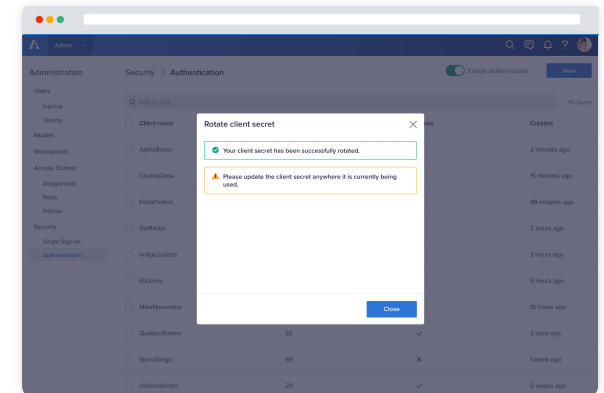 Admin
Administration
Security > Authentication
Enable authentication
New
Users
Internal
Visiting
Models
Workspaces
Access Control
Assignments
Roles
Policies
Security
Single Sign-on
Authentication
Find a client
19 clients
Client name
Created
AlphaBravo
2 minutes ago
CharlieDelta
15 minutes ago
EchoFoxtrot
48 minutes ago
GolfHotel
2 hours ago
IndigoJuliette
3 hours ago
KiloLima
5 hours ago
MikeNovember
10 hours ago
QuebecRomeo
32
2 days ago
SierraTango
69
1 week ago
UniformVictor
29
2 weeks ago
Rotate client secret
Your client secret has been successfully rotated.
Please update the client secret anywhere it is currently being
used.
Close